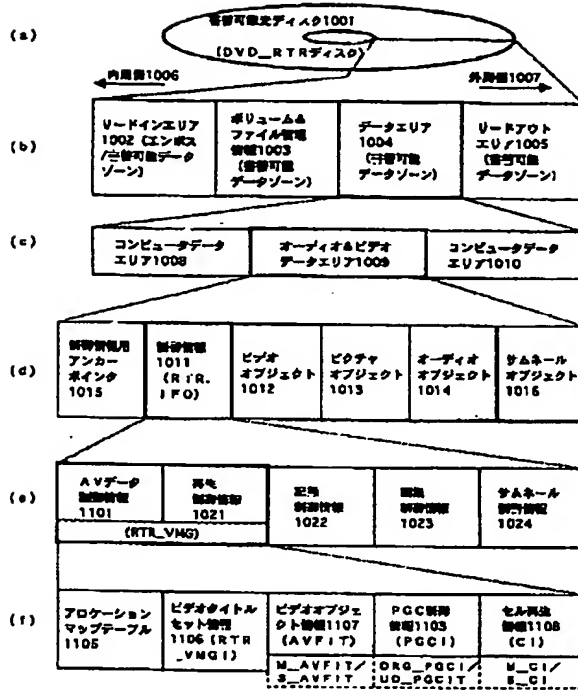 (a)
書替可能光ディスク1001
(DVD_RTRディスク)
内周側1006
外周側1007
(b)
リードインエリア
1002(エンボス
/書替可能データ
ゾーン)
ボリューム&
ファイル管理
情報1003
(書替可能
データゾーン)
データエリア
1004
(書替可能
データゾーン)
リードアウト
エリア1005
(書替可能
データゾーン)
(c)
コンピュータデータ
エリア1008
オーディオ&ビデオ
データエリア1009
コンピュータデータ
エリア1010
(d)
制御情報用
アンカー
ポインタ
1015
制御情報
1011
(RTR.
IFO)
ビデオ
オブジェクト
1012
ピクチャ
オブジェクト
1013
オーディオ
オブジェクト
1014
サムネール
オブジェクト
1016
(e)
AVデータ
制御情報
1101
再生
制御情報
1021
(RTR_VMG)
記録
制御情報
1022
編集
制御情報
1023
サムネール
制御情報
1024
(f)
アロケーション
マップテーブル
1105
ビデオタイトル
セット情報
1106(RTR
_VMGI)
ビデオオブジェ
クト情報1107
(AVFIT)
PGC制御
情報1103
(PGCI)
セル再生
情報1108
(CI)
M_AVFIT/
S_AVFIT
ORG_PGCI/
UD_PGCIT
M_CI/
S_CI